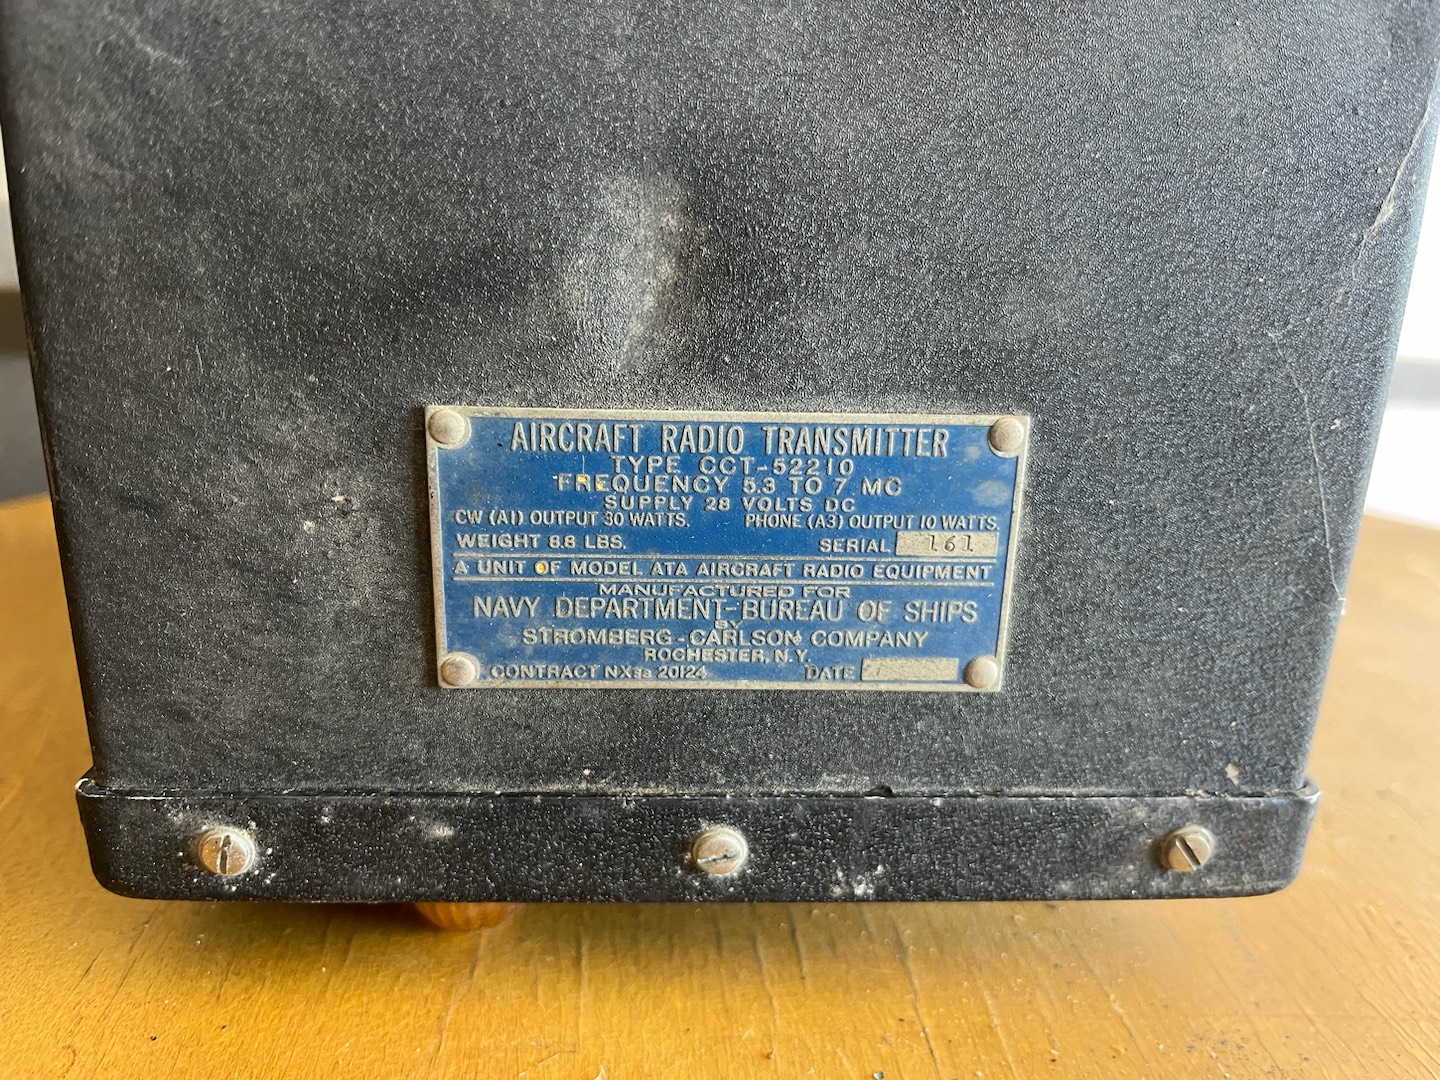 AIRCRAFT RADIO TRANSMITTER
TYPE CCT-52210
FREQUENCY 5.3 TO 7 MC
SUPPLY 28 VOLTS DC
CW (A1) OUTPUT 30 WATTS. PHONE (A3) OUTPUT 10 WATTS.
WEIGHT 8.8 LBS. SERIAL 161
A UNIT OF MODEL ATA AIRCRAFT RADIO EQUIPMENT
MANUFACTURED FOR
NAVY DEPARTMENT-BUREAU OF SHIPS
BY
STROMBERG-CARLSON COMPANY
ROCHESTER, N.Y.
CONTRACT NXsa 20124 DATE